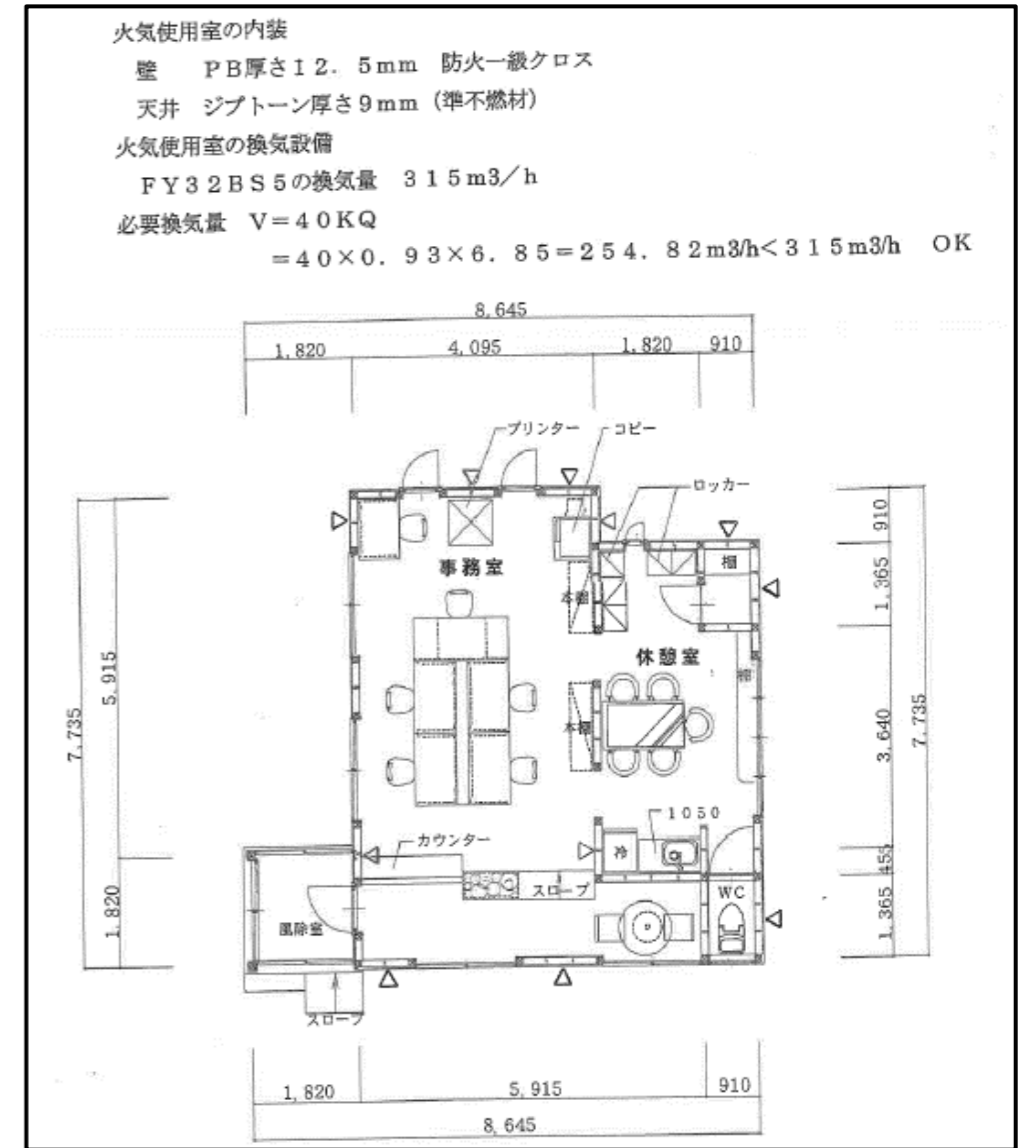 火気使用室の内装
壁 PB厚さ12.5mm 防火一級クロス
天井 ジプトーン厚さ9mm(準不燃材)
火気使用室の換気設備
FY32BS5の換気量 315m3/h
必要換気量 V=40KQ
=40×0.93×6.85=254.82m3/h<315m3/h OK
8,645
1,820 4,095 1,820 910
プリンター コピー
ロッカー
事務室
棚
本棚
休憩室
本棚
1050
カウンター
冷
スロープ
WC
風除室
スロープ
7,735
5,915
1,820
910
1,365
3,640
455
1,365
7,735
1,820 5,915 910
8,645